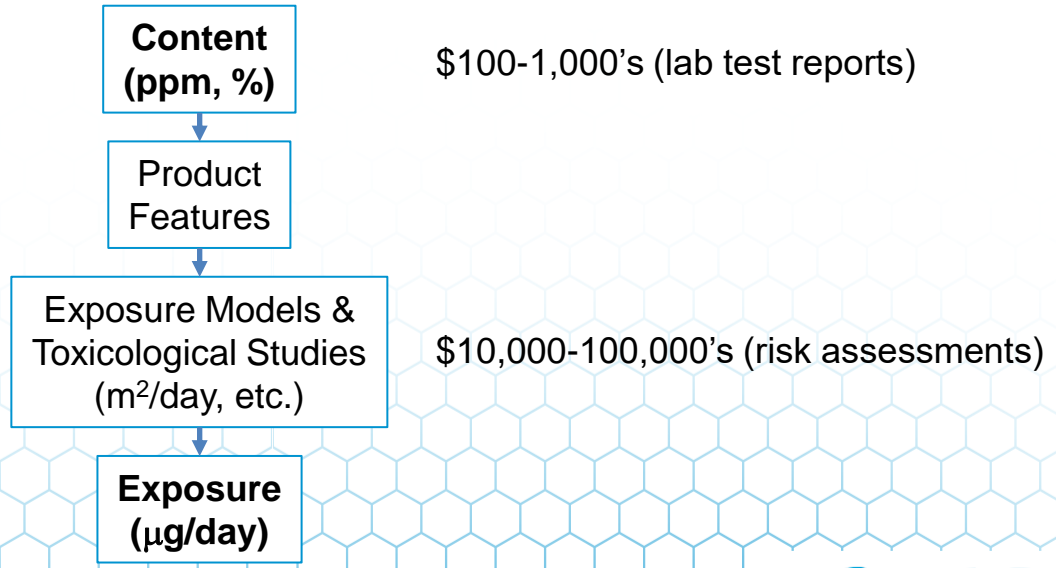 Content
(ppm, %)
$100-1,000's (lab test reports)
Product
Features
Exposure Models &
Toxicological Studies
(m²/day, etc.)
$10,000-100,000's (risk assessments)
Exposure
(μg/day)